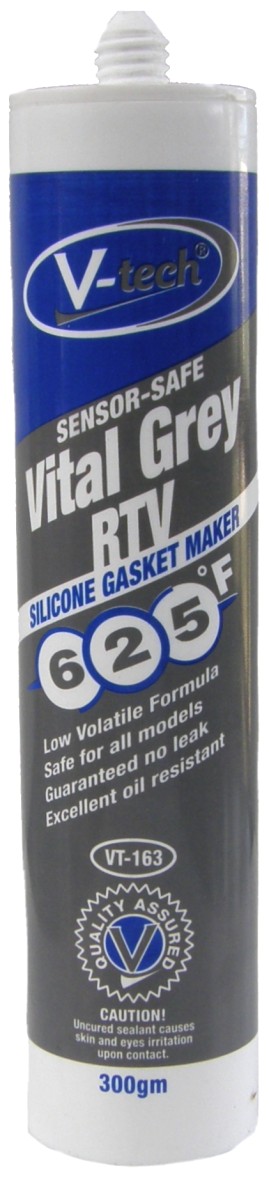 V-tech®
SENSOR-SAFE
Vital Grey
RTV
SILICONE GASKET MAKER
625°F
Low Volatile Formula
Safe for all models
Guaranteed no leak
Excellent oil resistant
VT-163
QUALITY ASSURED
V
CAUTION!
Uncured sealant causes
skin and eyes irritation
upon contact.
300gm